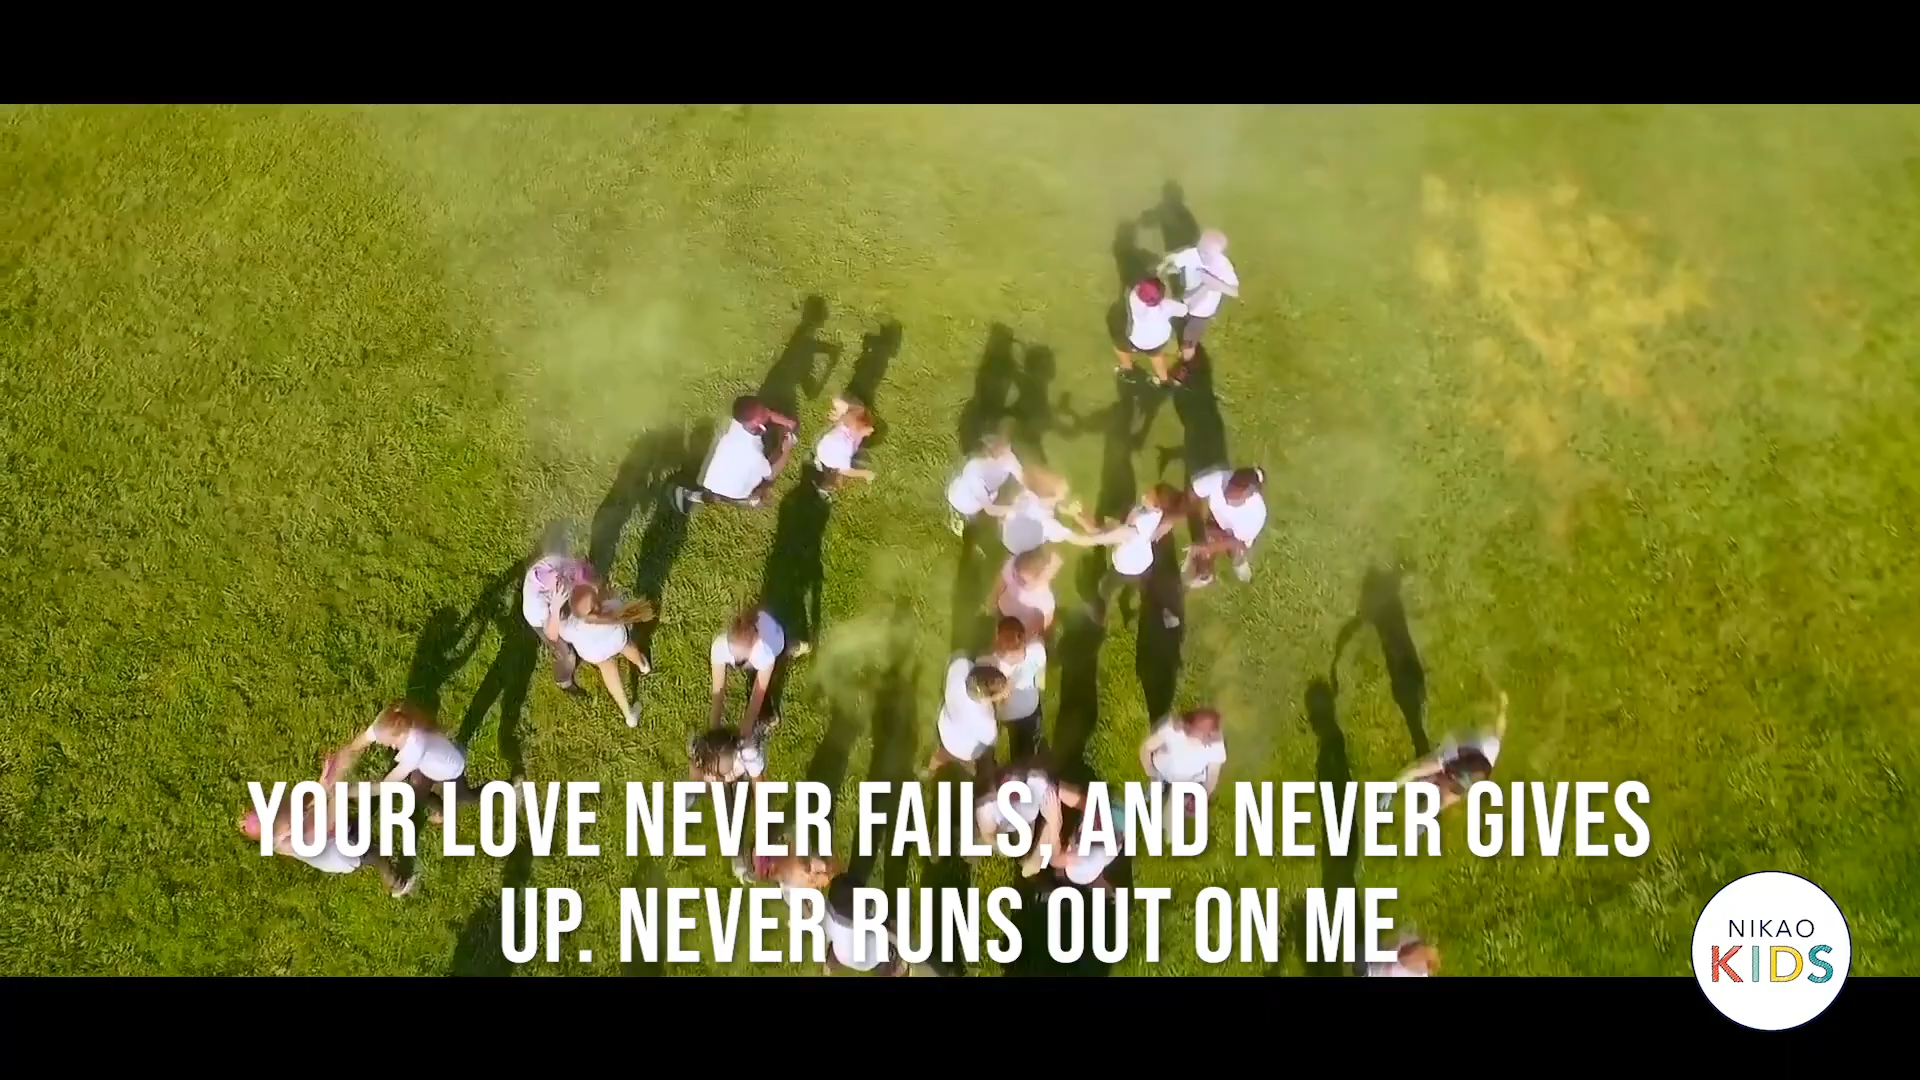 YOUR LOVE NEVER FAILS, AND NEVER GIVES
UP. NEVER RUNS OUT ON ME
NIKAO
KIDS